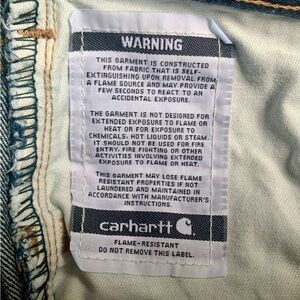 WARNING
THIS GARMENT IS CONSTRUCTED
FROM FABRIC THAT IS SELF-
EXTINGUISHING UPON REMOVAL FROM
A FLAME SOURCE AND MAY PROVIDE A
FEW SECONDS TO REACT TO AN
ACCIDENTAL EXPOSURE.
THE GARMENT IS NOT DESIGNED FOR
EXTENDED EXPOSURE TO FLAME OR
HEAT OR FOR EXPOSURE TO
CHEMICALS, HOT LIQUIDS OR STEAM.
IT SHOULD NOT BE USED FOR FIRE
ENTRY, FIRE FIGHTING OR OTHER
ACTIVITIES INVOLVING EXTENDED
EXPOSURE TO FLAME OR HEAT.
THIS GARMENT MAY LOSE FLAME
RESISTANT PROPERTIES IF NOT
LAUNDERED AND MAINTAINED IN
ACCORDANCE WITH MANUFACTURER'S
INSTRUCTIONS.
carhartt
FLAME-RESISTANT
DO NOT REMOVE THIS LABEL.